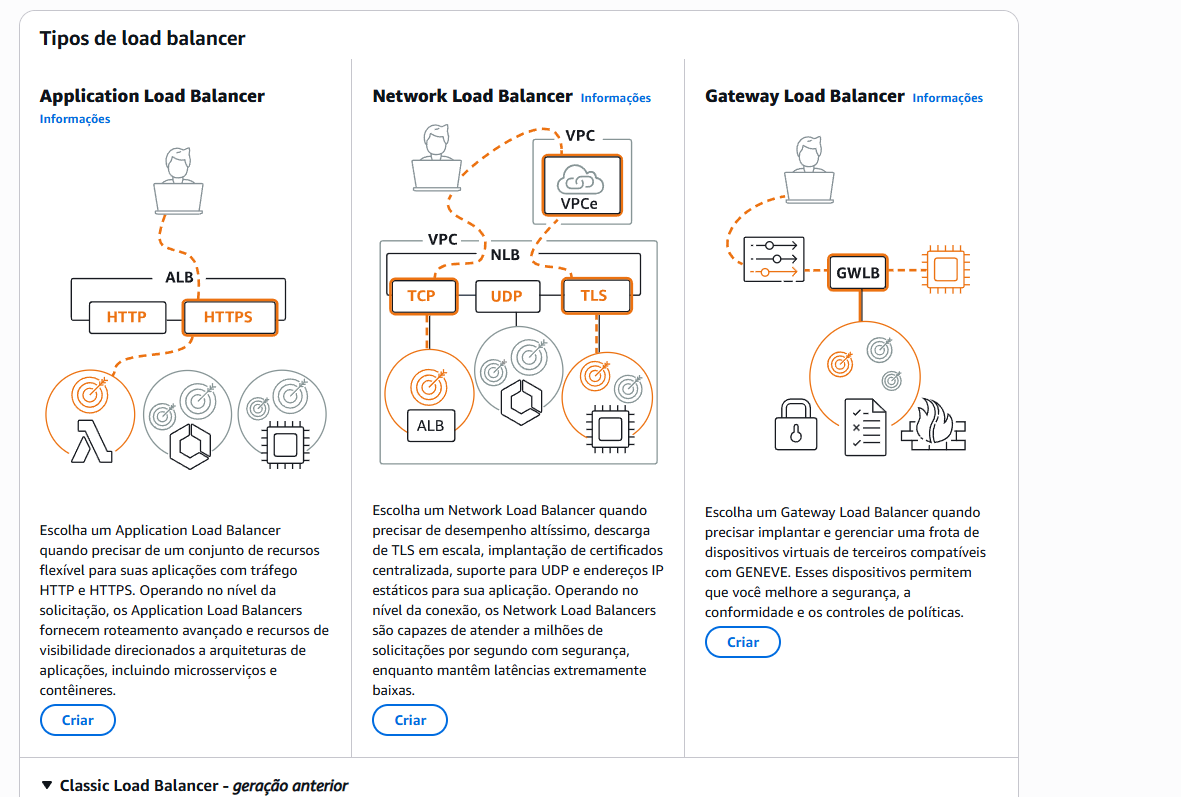 Tipos de load balancer
Application Load Balancer
Informações
ALB
HTTP
HTTPS
Escolha um Application Load Balancer
quando precisar de um conjunto de recursos
flexível para suas aplicações com tráfego
HTTP e HTTPS. Operando no nível da
solicitação, os Application Load Balancers
fornecem roteamento avançado e recursos de
visibilidade direcionados a arquiteturas de
aplicações, incluindo microsserviços e
contêineres.
Criar
Network Load Balancer Informações
VPC
VPCe
VPC
NLB
TCP
UDP
TLS
ALB
Escolha um Network Load Balancer quando
precisar de desempenho altíssimo, descarga
de TLS em escala, implantação de certificados
centralizada, suporte para UDP e endereços IP
estáticos para sua aplicação. Operando no
nível da conexão, os Network Load Balancers
são capazes de atender a milhões de
solicitações por segundo com segurança,
enquanto mantêm latências extremamente
baixas.
Criar
Gateway Load Balancer Informações
GWLB
Escolha um Gateway Load Balancer quando
precisar implantar e gerenciar uma frota de
dispositivos virtuais de terceiros compatíveis
com GENEVE. Esses dispositivos permitem
que você melhore a segurança, a
conformidade e os controles de políticas.
Criar
Classic Load Balancer - geração anterior